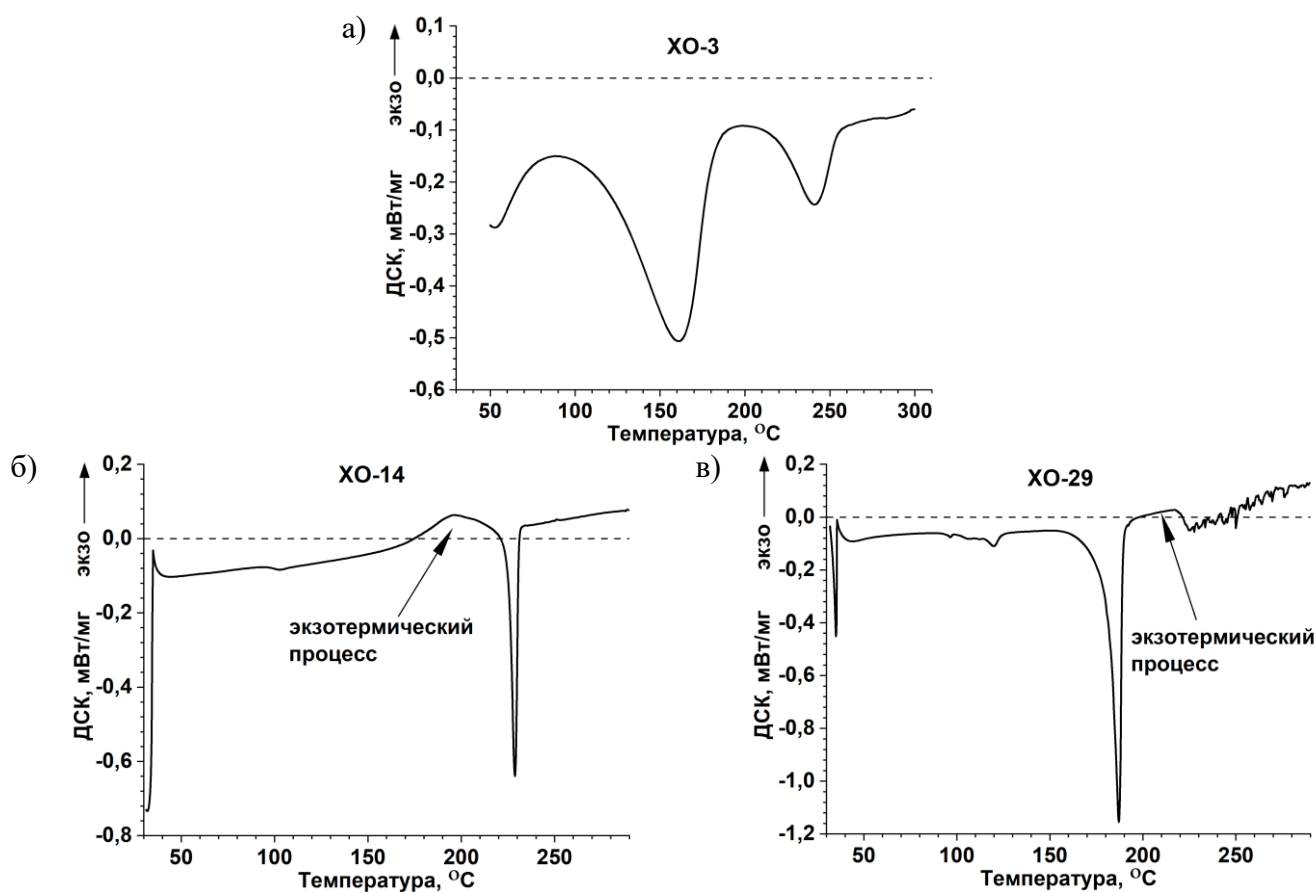 а)
ХО-3
ДСК, мВт/мг
экзо
0,1
0,0
-0,1
-0,2
-0,3
-0,4
-0,5
-0,6
50 100 150 200 250 300
Температура, ᴼС
б)
ХО-14
ДСК, мВт/мг
экзо
0,2
0,0
-0,2
-0,4
-0,6
-0,8
экзотермический
процесс
50 100 150 200 250
Температура, ᴼС
в)
ХО-29
ДСК, мВт/мг
экзо
0,2
0,0
-0,2
-0,4
-0,6
-0,8
-1,0
-1,2
экзотермический
процесс
50 100 150 200 250
Температура, ᴼС